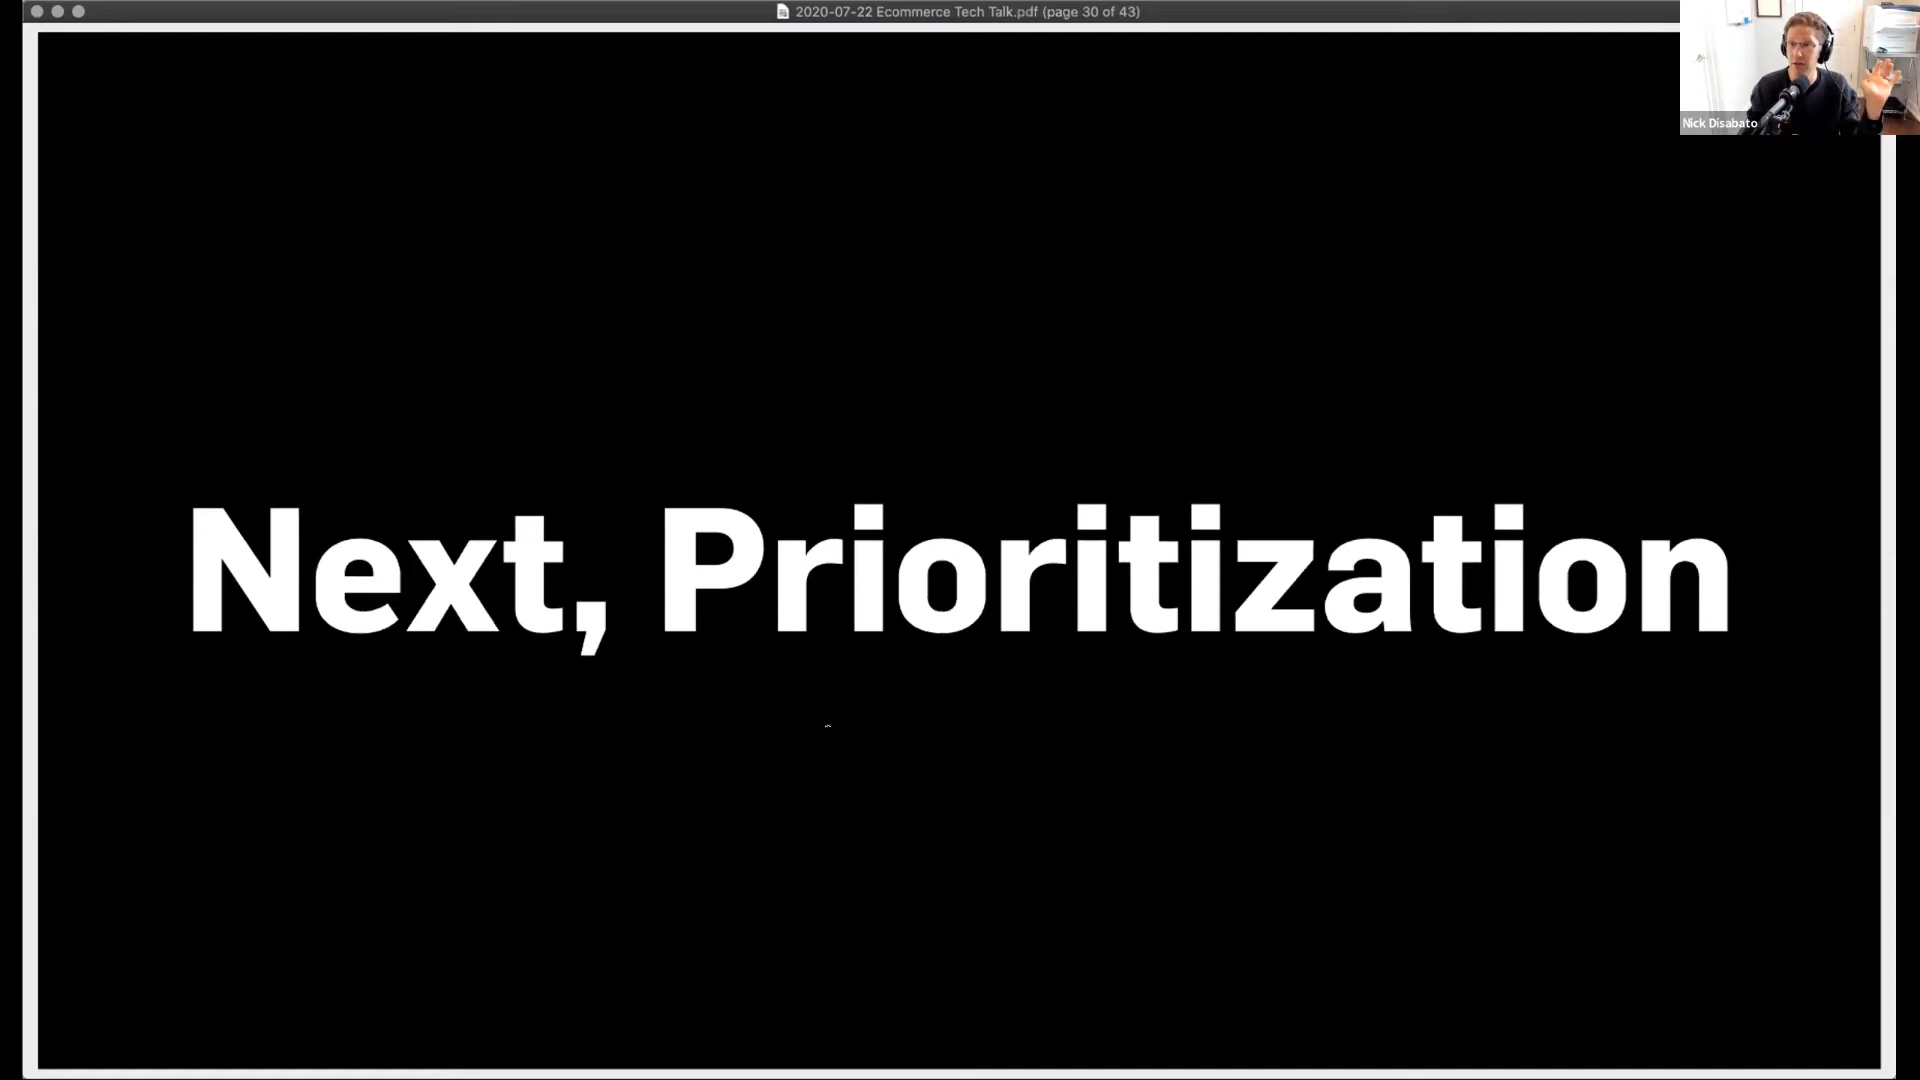 2020-07-22 Ecommerce Tech Talk.pdf (page 30 of 43)
Nick Disabato
Next, Prioritization